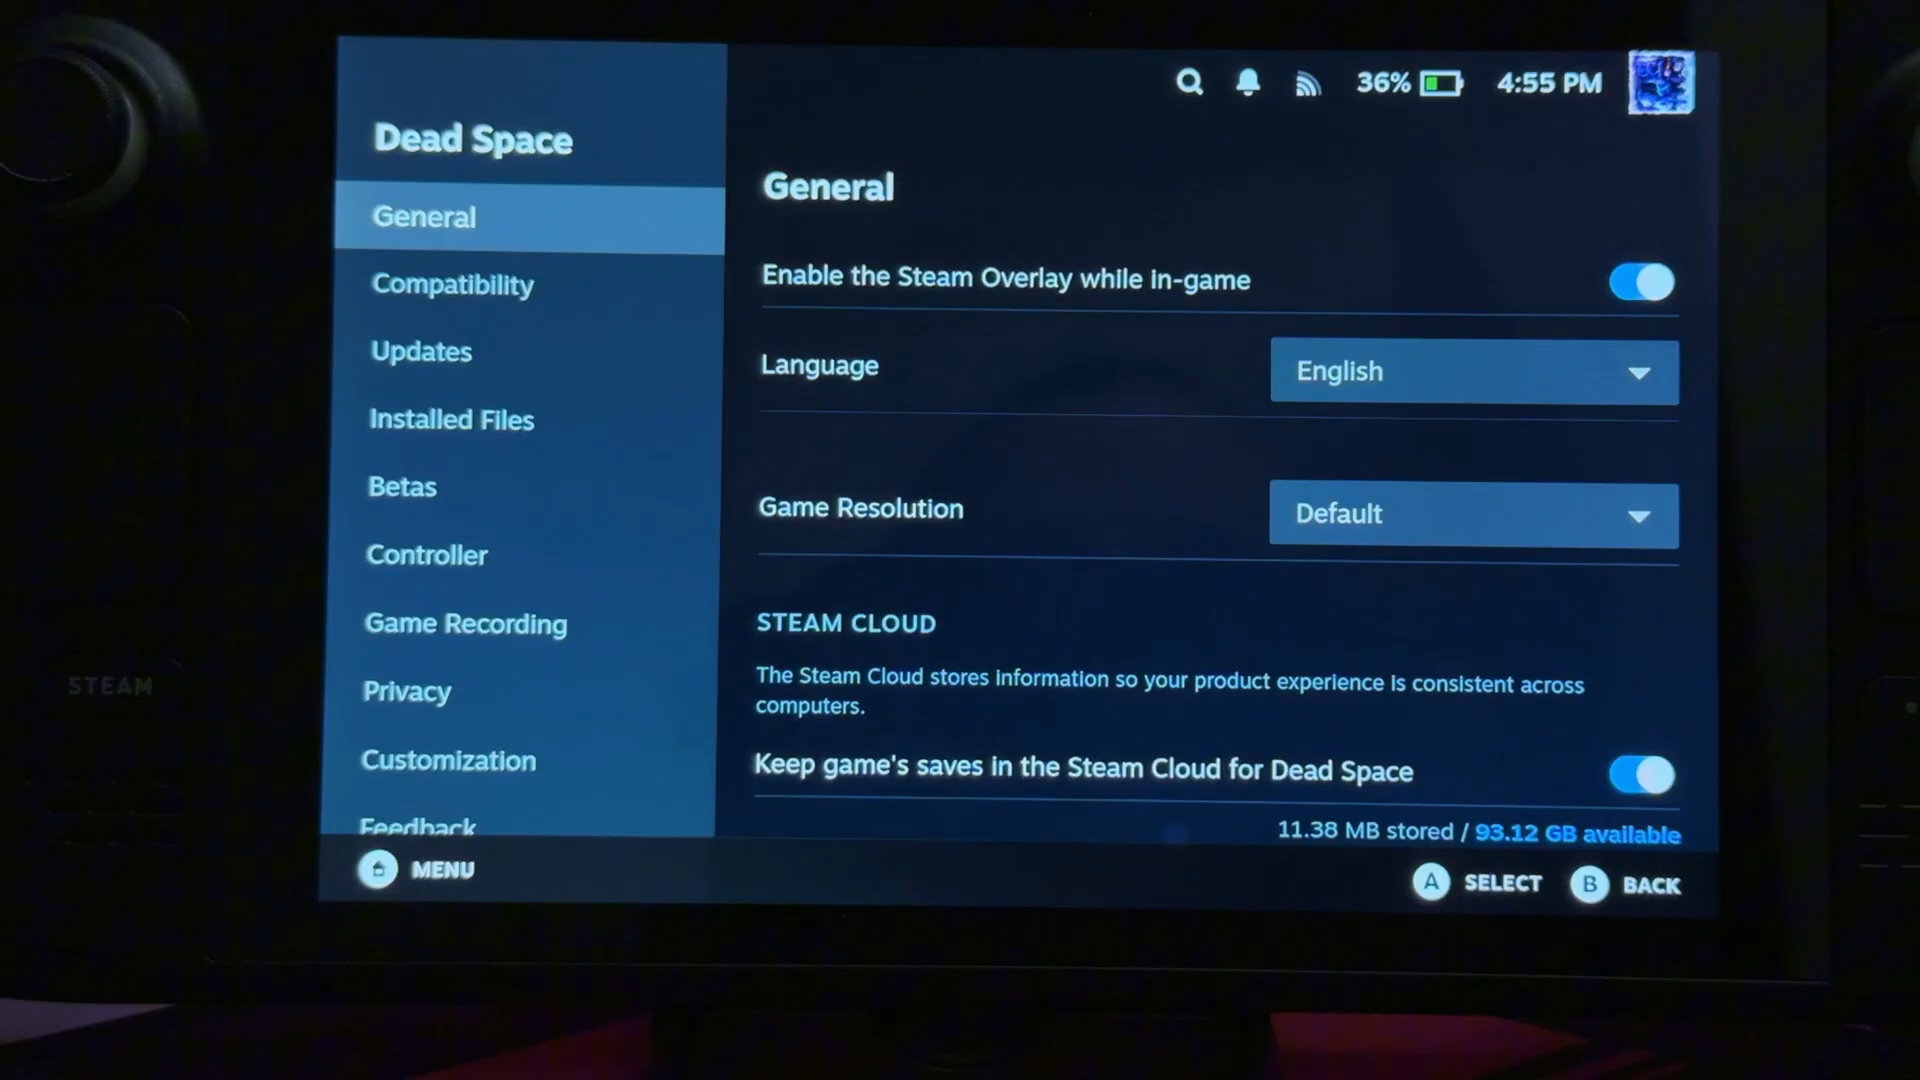 36%
4:55 PM
Dead Space
General
Compatibility
Updates
Installed Files
Betas
Controller
Game Recording
Privacy
Customization
Feedback
General
Enable the Steam Overlay while in-game
Language
English
Game Resolution
Default
STEAM CLOUD
The Steam Cloud stores information so your product experience is consistent across
computers.
Keep game's saves in the Steam Cloud for Dead Space
11.38 MB stored / 93.12 GB available
MENU
A SELECT
B BACK
STEAM